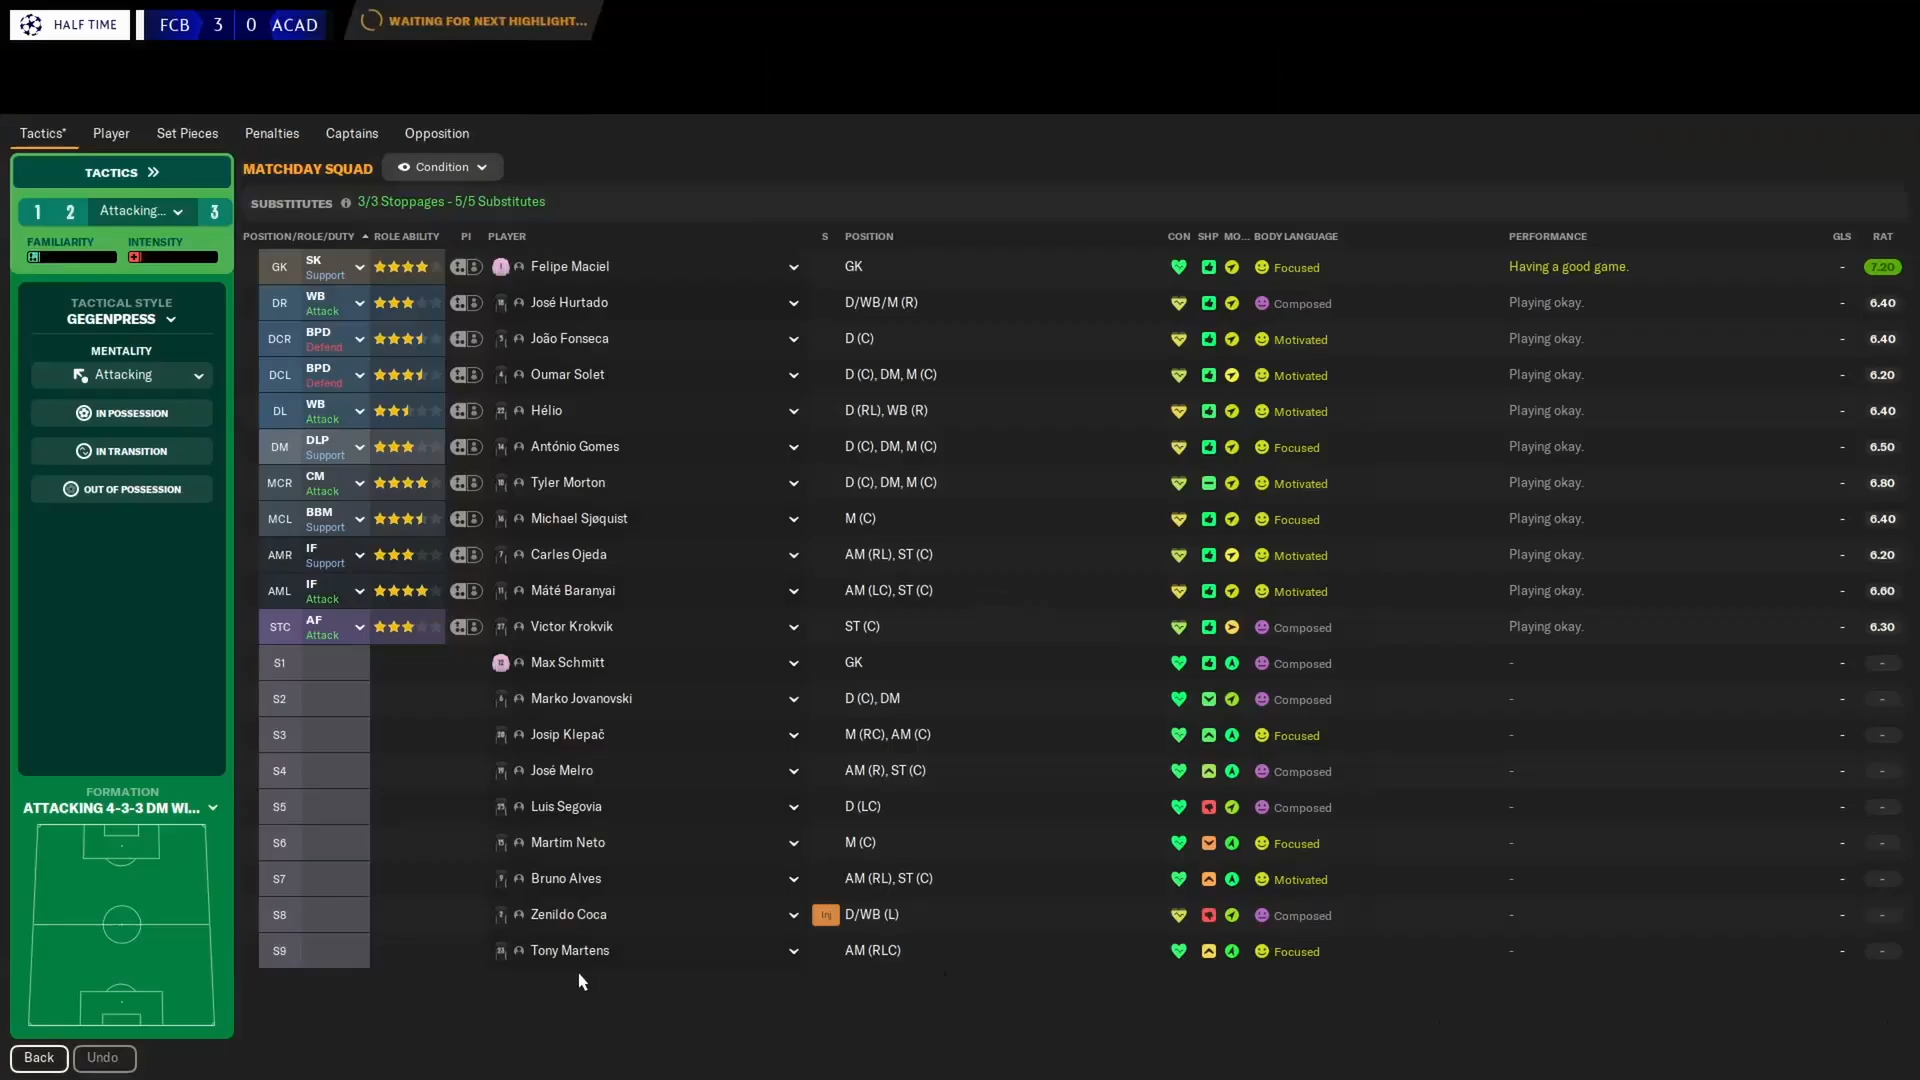 HALF TIME FCB 3 0 ACAD WAITING FOR NEXT HIGHLIGHT...
Tactics* Player Set Pieces Penalties Captains Opposition
TACTICS
1 2 Attacking... 3
FAMILIARITY INTENSITY
TACTICAL STYLE
GEGENPRESS
MENTALITY
Attacking
IN POSSESSION
IN TRANSITION
OUT OF POSSESSION
FORMATION
ATTACKING 4-3-3 DM WI...
MATCHDAY SQUAD Condition
SUBSTITUTES 3/3 Stoppages - 5/5 Substitutes
POSITION/ROLE/DUTY ROLE ABILITY PI PLAYER S POSITION CON SHP MO... BODY LANGUAGE PERFORMANCE GLS RAT
GK SK Support Felipe Maciel GK Focused Having a good game. - 7.20
DR WB Attack José Hurtado D/WB/M (R) Composed Playing okay. - 6.40
DCR BPD Defend João Fonseca D (C) Motivated Playing okay. - 6.40
DCL BPD Defend Oumar Solet D (C), DM, M (C) Motivated Playing okay. - 6.20
DL WB Attack Hélio D (RL), WB (R) Motivated Playing okay. - 6.40
DM DLP Support António Gomes D (C), DM, M (C) Focused Playing okay. - 6.50
MCR CM Attack Tyler Morton D (C), DM, M (C) Motivated Playing okay. - 6.80
MCL BBM Support Michael Sjøquist M (C) Focused Playing okay. - 6.40
AMR IF Support Carles Ojeda AM (RL), ST (C) Motivated Playing okay. - 6.20
AML IF Attack Máté Baranyai AM (LC), ST (C) Motivated Playing okay. - 6.60
STC AF Attack Victor Krokvik ST (C) Composed Playing okay. - 6.30
S1 Max Schmitt GK Composed - - -
S2 Marko Jovanovski D (C), DM Composed - - -
S3 Josip Klepač M (RC), AM (C) Focused - - -
S4 José Melro AM (R), ST (C) Composed - - -
S5 Luis Segovia D (LC) Composed - - -
S6 Martim Neto M (C) Focused - - -
S7 Bruno Alves AM (RL), ST (C) Motivated - - -
S8 Zenildo Coca Inj D/WB (L) Composed - - -
S9 Tony Martens AM (RLC) Focused - - -
Back Undo